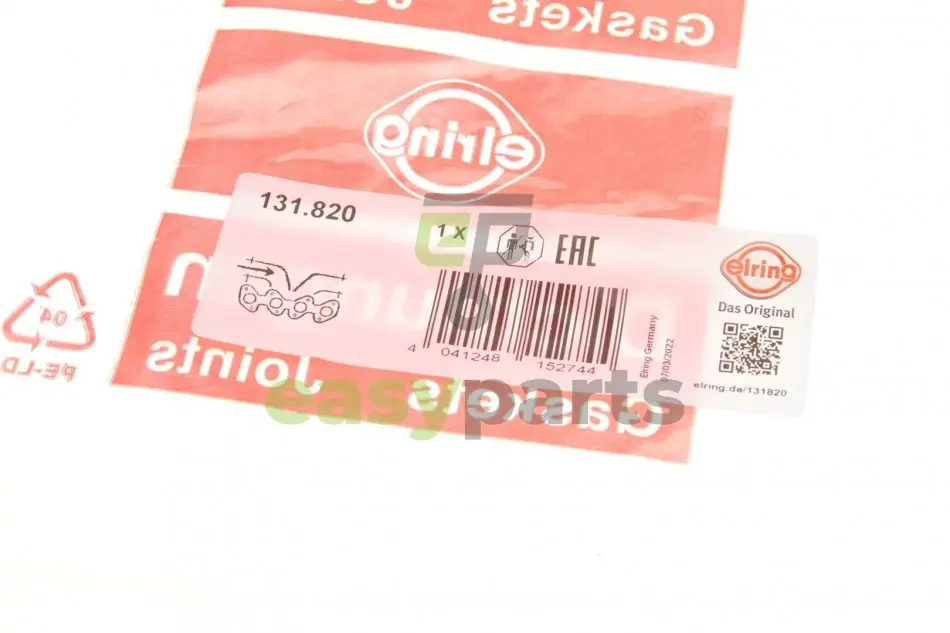 Gaskets
elring
131.820
1 x
EAC
elring
Das Original
elring.de/131820
4 041248 152744
Elring Germany
07/03/2022
04
PE-LD
Joints
Gaskets
easyparts